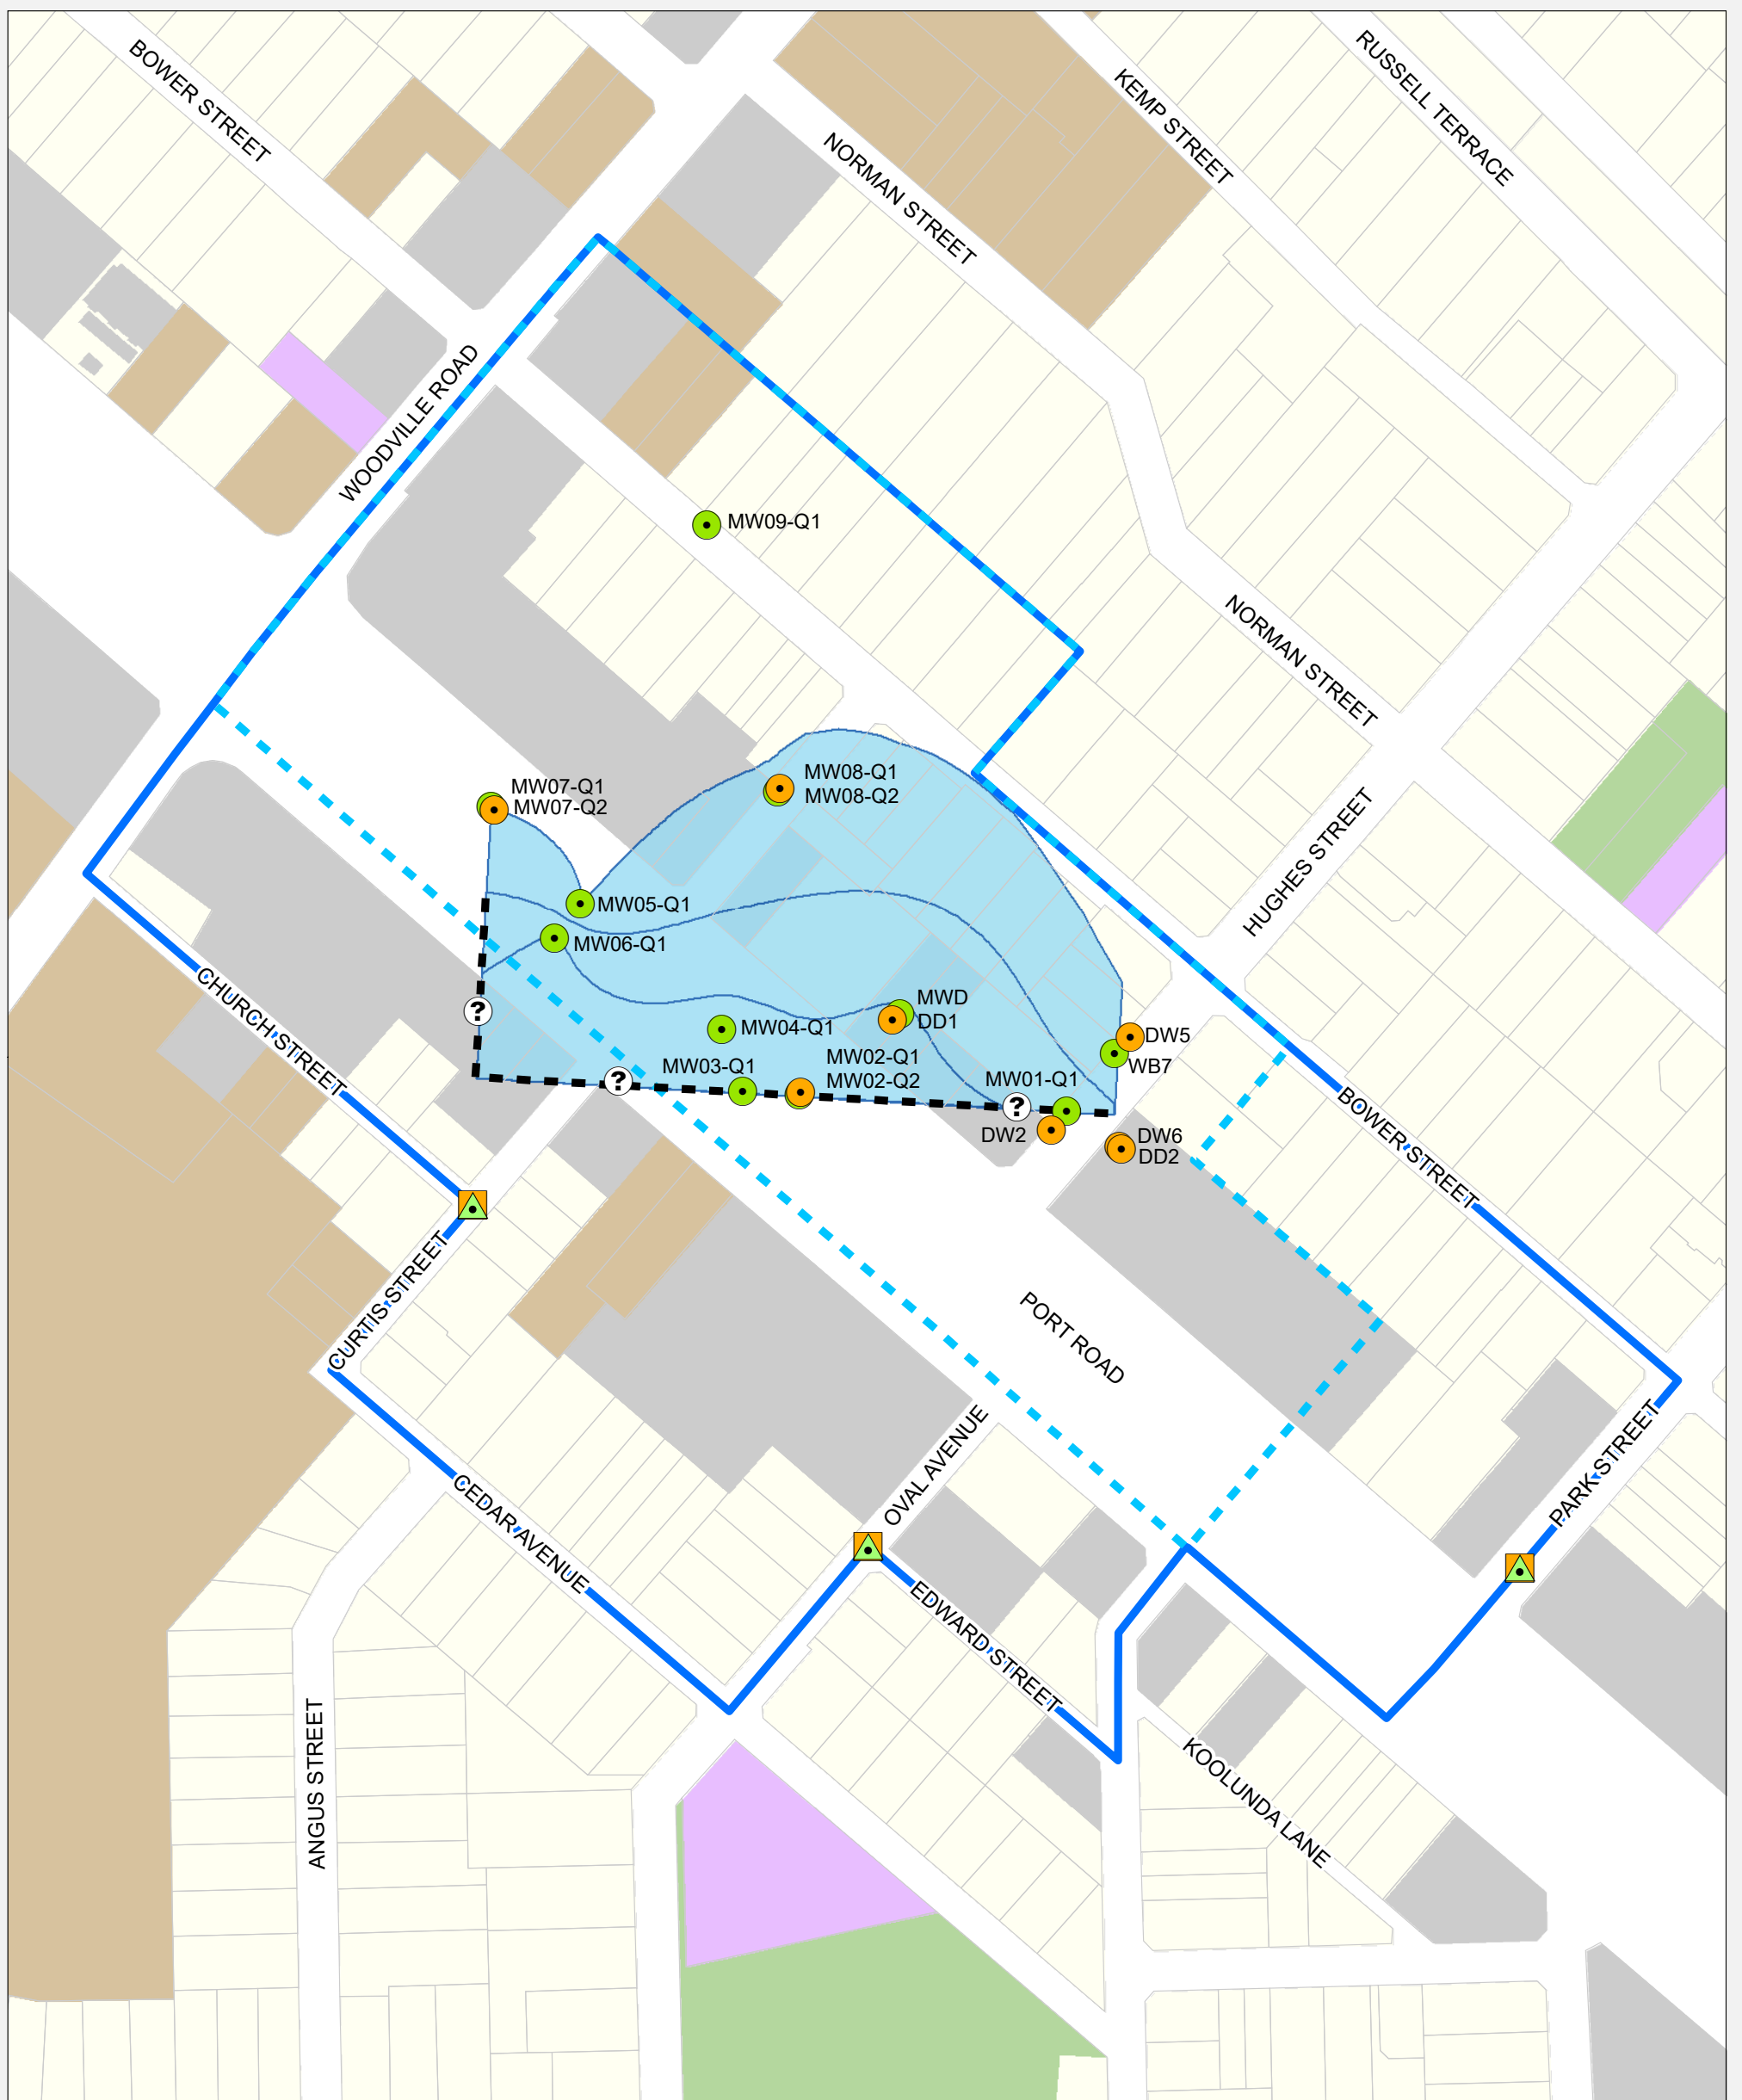 BOWER STREET
RUSSELL TERRACE
KEMP STREET
NORMAN STREET
WOODVILLE ROAD
MW09-Q1
NORMAN STREET
MW07-Q1
MW07-Q2
MW08-Q1
MW08-Q2
HUGHES STREET
MW05-Q1
MW06-Q1
?
MWD
DD1
MW04-Q1
DW5
WB7
MW03-Q1
MW02-Q1
MW02-Q2
MW01-Q1
?
?
DW2
DW6
DD2
CHURCH STREET
BOWER STREET
CURTIS STREET
PORT ROAD
OVAL AVENUE
PARK STREET
CEDAR AVENUE
EDWARD STREET
ANGUS STREET
KOOLUNDA LANE